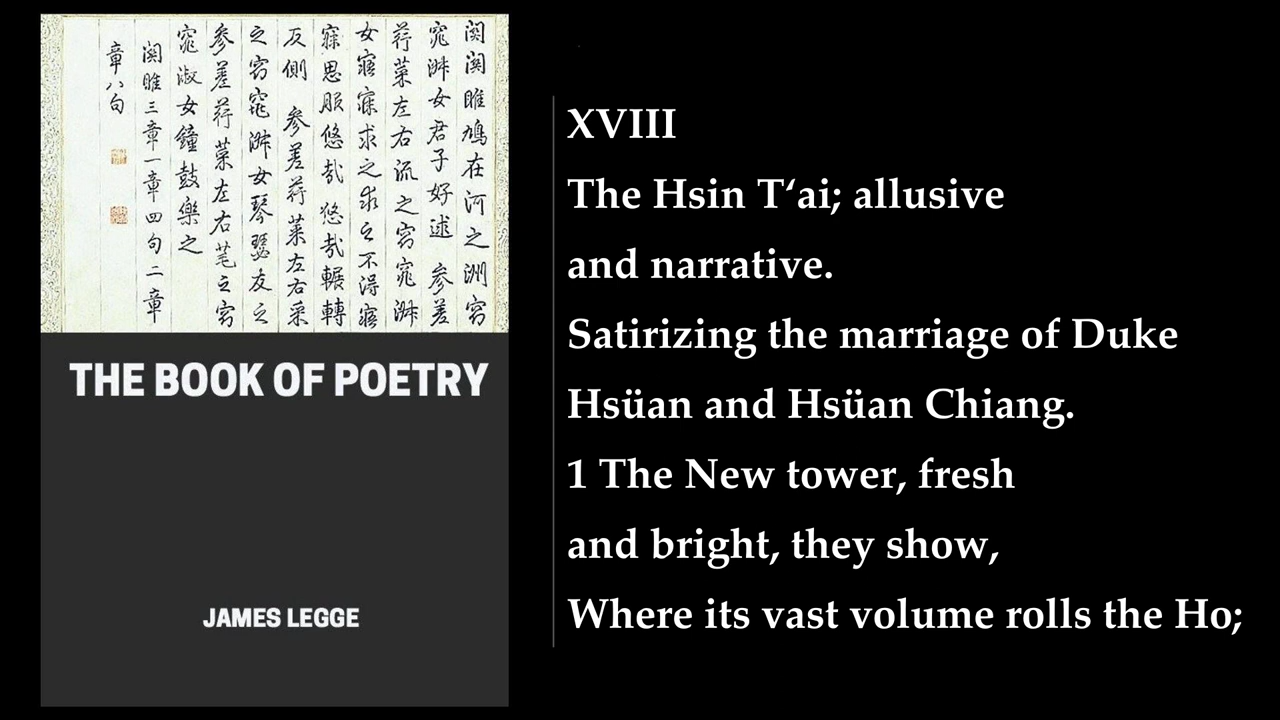 关关雎鳩在河之洲窈
窕淑女君子好逑 參差
荇菜左右流之窈窕淑
女寤寐求之求之不得寤
寐思服悠哉悠哉輾轉
反側 參差荇菜左右采
之窈窕淑女琴瑟友之
參差荇菜左右芼之窈
窕淑女鐘鼓樂之
関雎三章一章四句二章
章八句
THE BOOK OF POETRY
JAMES LEGGE
XVIII
The Hsin T‘ai; allusive
and narrative.
Satirizing the marriage of Duke
Hsüan and Hsüan Chiang.
1 The New tower, fresh
and bright, they show,
Where its vast volume rolls the Ho;